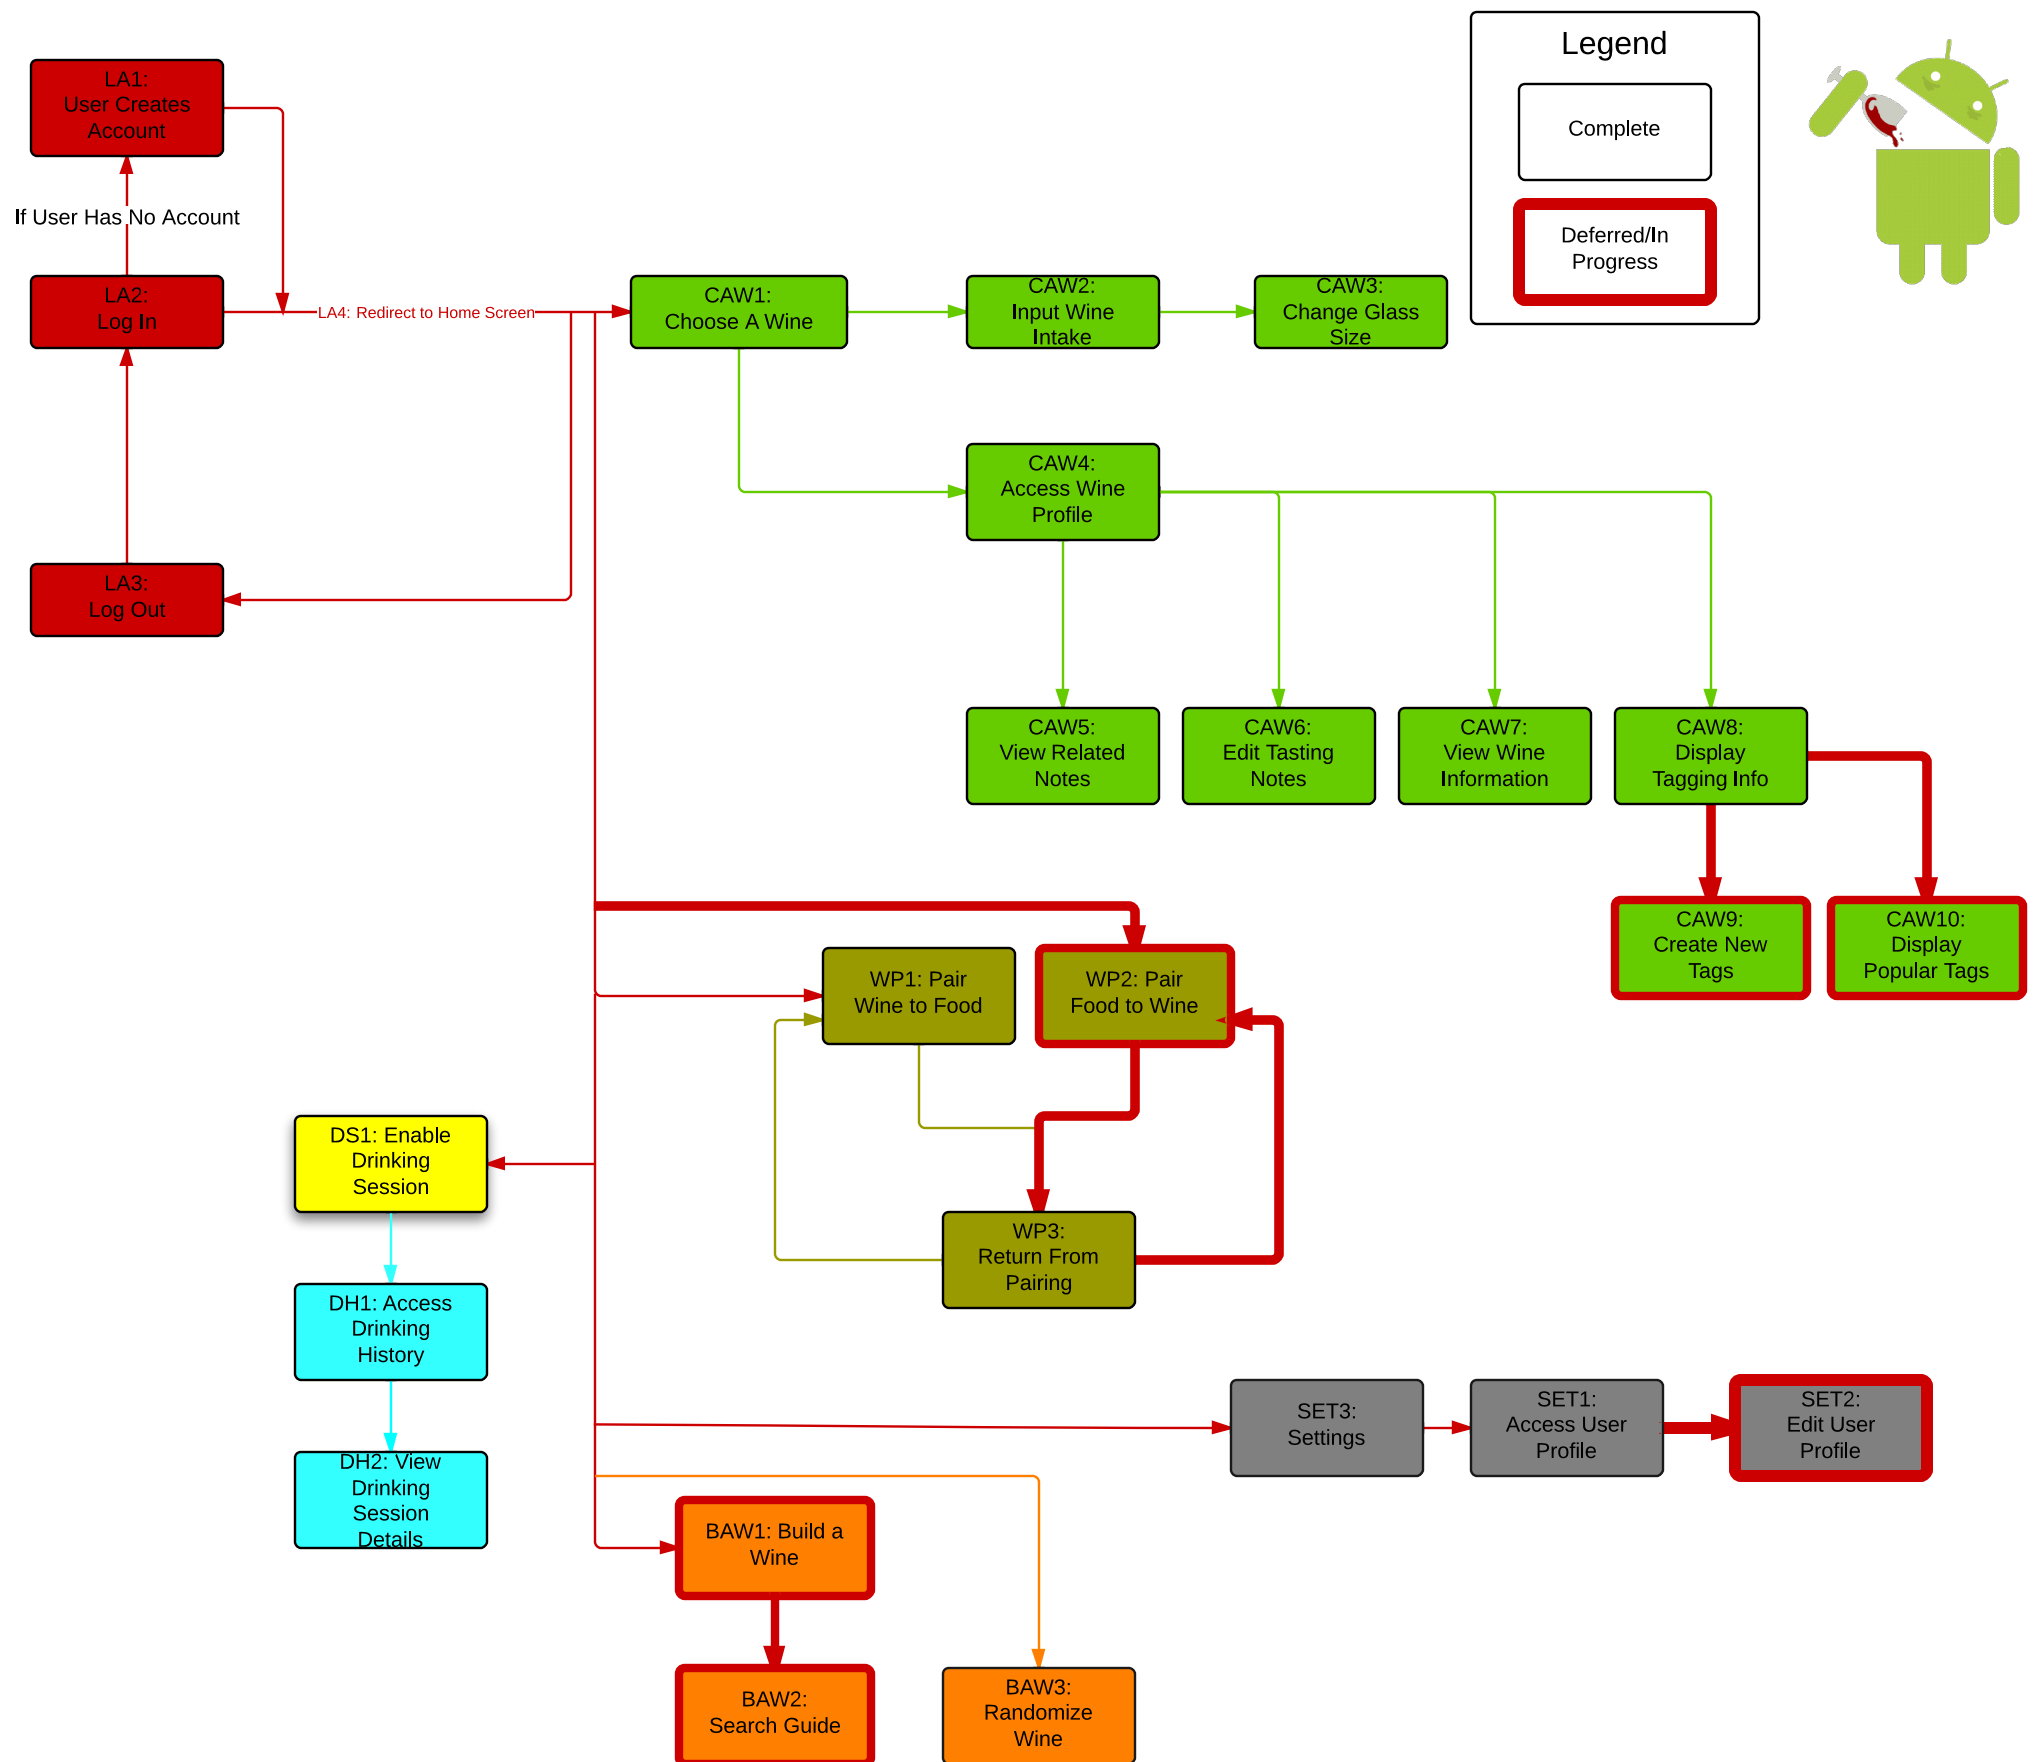 Legend
Complete
Deferred/In
Progress
LA1:
User Creates
Account
If User Has No Account
LA2:
Log In
LA4: Redirect to Home Screen
LA3:
Log Out
CAW1:
Choose A Wine
CAW2:
Input Wine
Intake
CAW3:
Change Glass
Size
CAW4:
Access Wine
Profile
CAW5:
View Related
Notes
CAW6:
Edit Tasting
Notes
CAW7:
View Wine
Information
CAW8:
Display
Tagging Info
CAW9:
Create New
Tags
CAW10:
Display
Popular Tags
WP1: Pair
Wine to Food
WP2: Pair
Food to Wine
WP3:
Return From
Pairing
DS1: Enable
Drinking
Session
DH1: Access
Drinking
History
DH2: View
Drinking
Session
Details
SET3:
Settings
SET1:
Access User
Profile
SET2:
Edit User
Profile
BAW1: Build a
Wine
BAW2:
Search Guide
BAW3:
Randomize
Wine